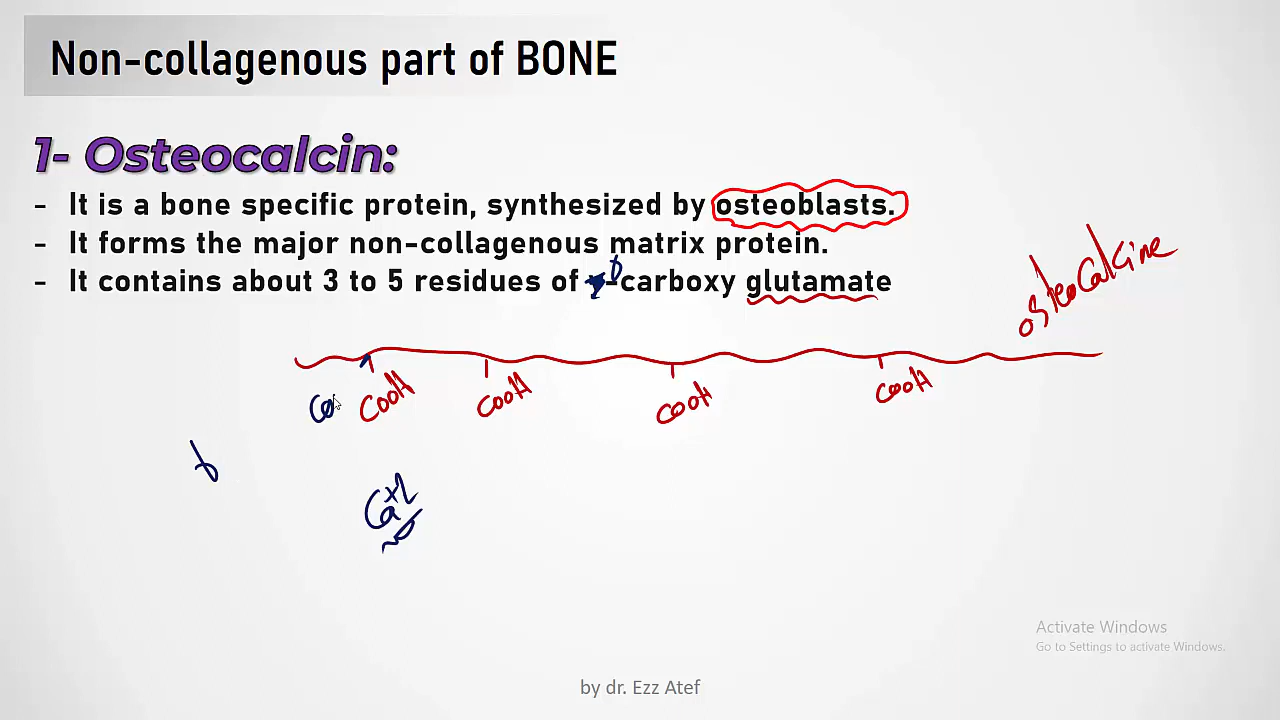 Non-collagenous part of BONE
1- Osteocalcin:
- It is a bone specific protein, synthesized by osteoblasts.
- It forms the major non-collagenous matrix protein.
- It contains about 3 to 5 residues of -carboxy glutamate
osteocalcine
COOH COOH COOH COOH
Co
Ca+2
Activate Windows
Go to Settings to activate Windows.
by dr. Ezz Atef